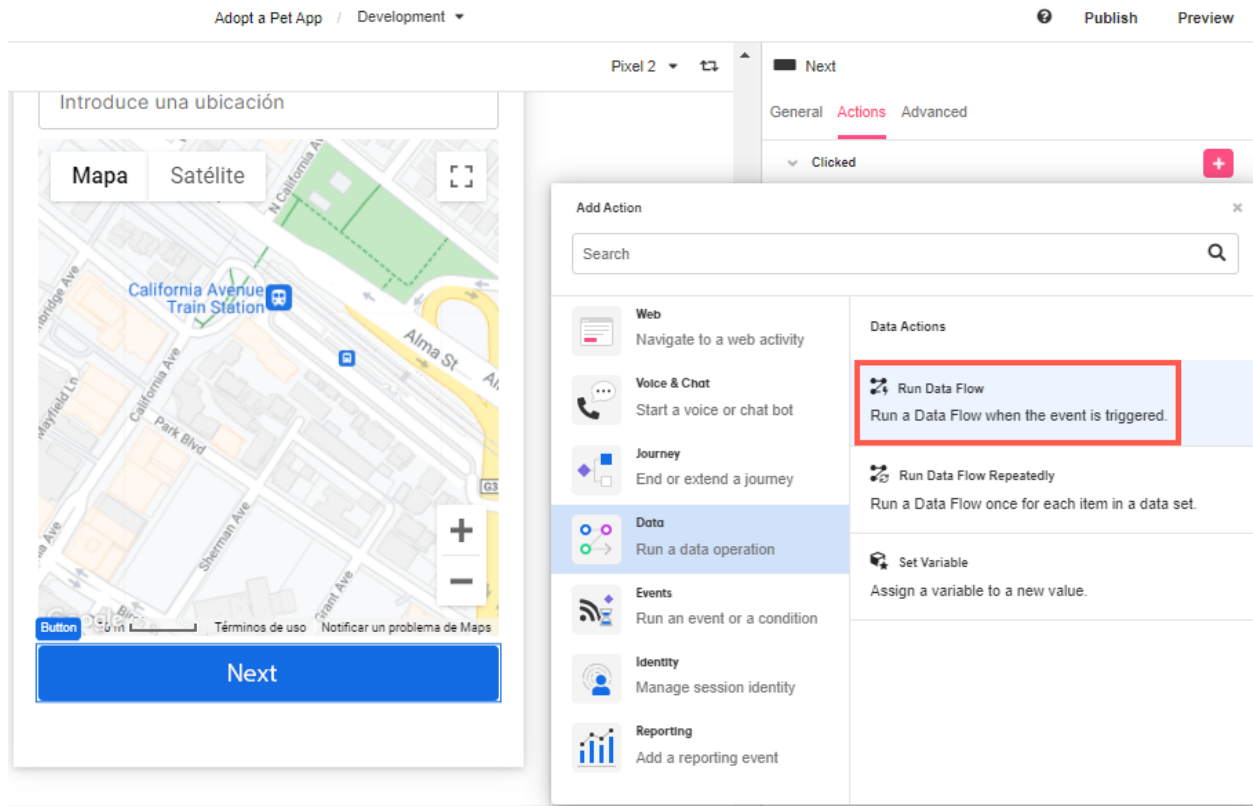 Adopt a Pet App / Development
Publish Preview
Pixel 2
Next
General Actions Advanced
Clicked
Introduce una ubicación
Mapa Satélite
N California A
California Avenue
Train Station
Alma St
California Ave
Mayfield Ln
Park Blvd
Sherman Ave
Grant Ave
G3
Button
Términos de uso Notificar un problema de Maps
Next
Add Action
Search
Web
Navigate to a web activity
Voice & Chat
Start a voice or chat bot
Journey
End or extend a journey
Data
Run a data operation
Events
Run an event or a condition
Identity
Manage session identity
Reporting
Add a reporting event
Data Actions
Run Data Flow
Run a Data Flow when the event is triggered.
Run Data Flow Repeatedly
Run a Data Flow once for each item in a data set.
Set Variable
Assign a variable to a new value.